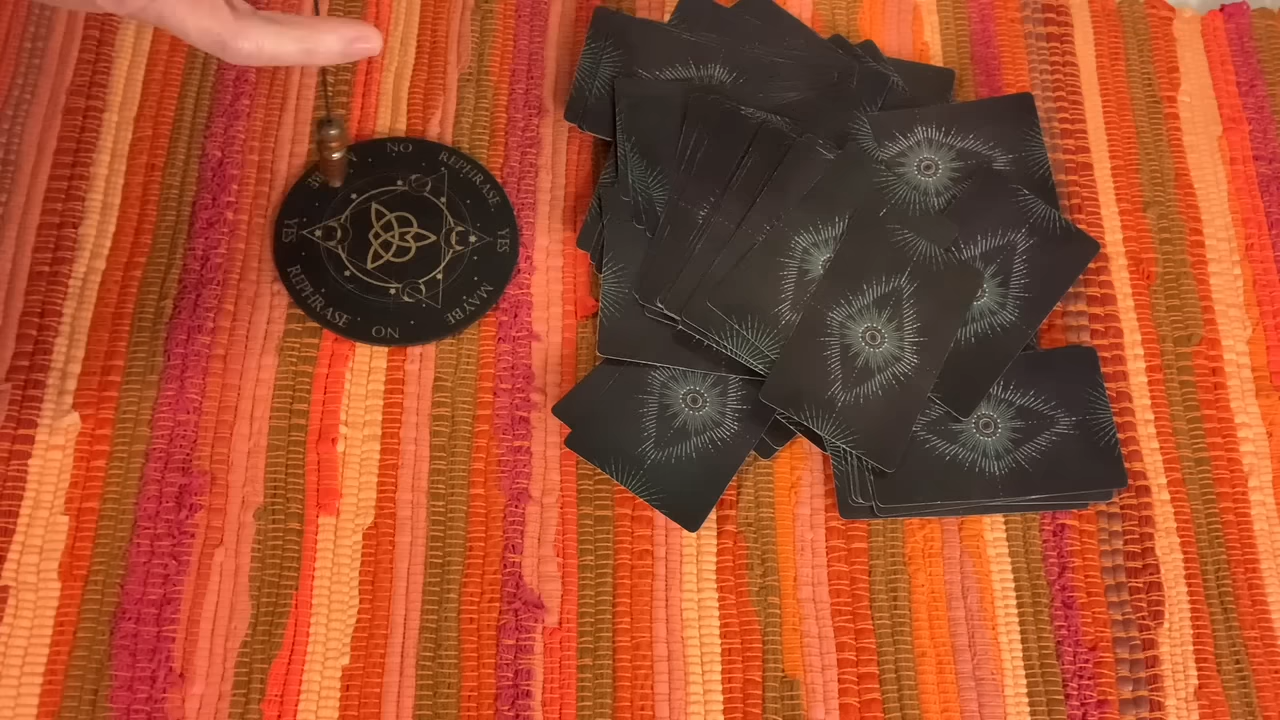 NO
REPHRASE
YES
MAYBE
NO
REPHRASE
YES